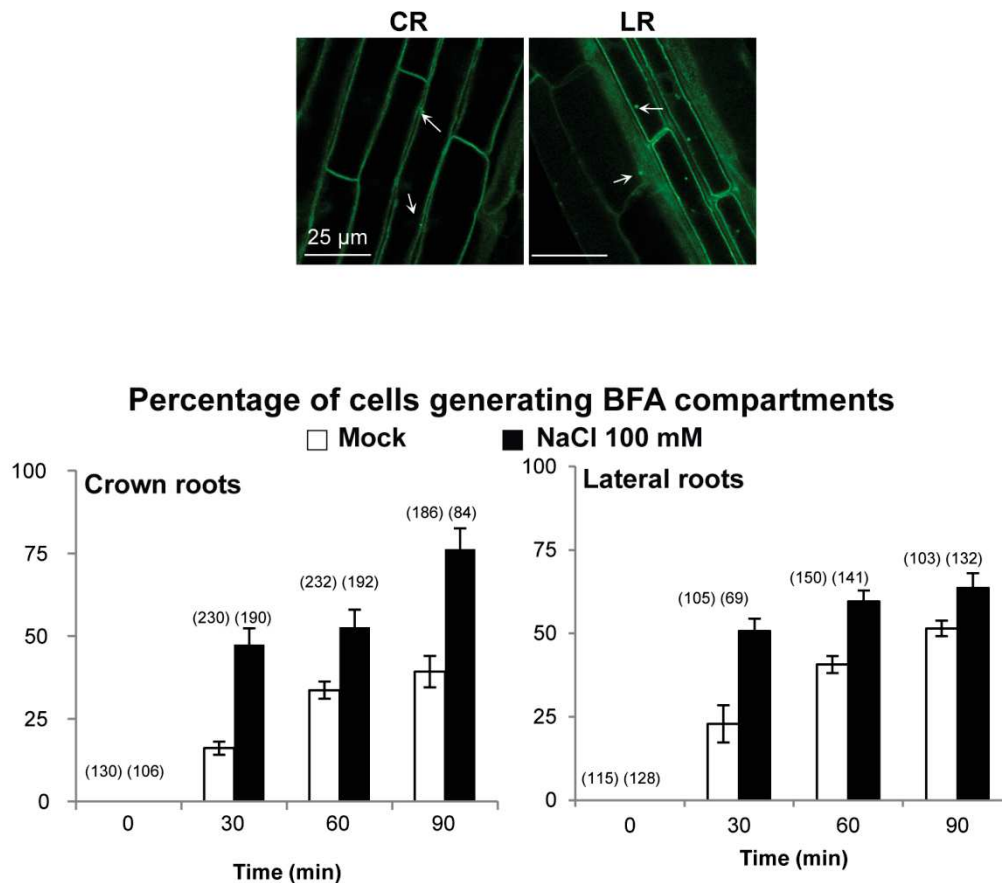 CR LR
25 µm
Percentage of cells generating BFA compartments
Mock NaCl 100 mM
Crown roots
100
75
50
25
0
(130) (106)
(230) (190)
(232) (192)
(186) (84)
0 30 60 90
Time (min)
Lateral roots
100
75
50
25
0
(115) (128)
(105) (69)
(150) (141)
(103) (132)
0 30 60 90
Time (min)